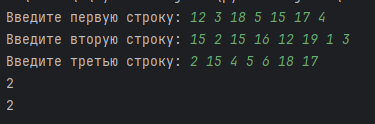 Введите первую строку: 12 3 18 5 15 17 4
Введите вторую строку: 15 2 15 16 12 19 1 3
Введите третью строку: 2 15 4 5 6 18 17
2
2